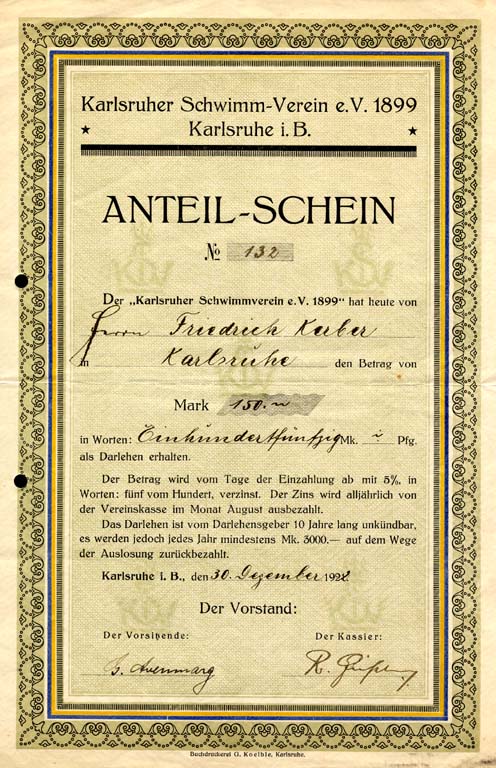 Karlsruher Schwimm-Verein e.V. 1899
★ Karlsruhe i. B. ★
ANTEIL-SCHEIN
№ 132
Der „Karlsruher Schwimmverein e.V. 1899“ hat heute von
Herrn Friedrich Kerber
in Karlsruhe den Betrag von
Mark 150.—
in Worten: Einhundertfünfzig Mk. Pfg.
als Darlehen erhalten.
Der Betrag wird vom Tage der Einzahlung ab mit 5%, in
Worten: fünf vom Hundert, verzinst. Der Zins wird alljährlich von
der Vereinskasse im Monat August ausbezahlt.
Das Darlehen ist vom Darlehensgeber 10 Jahre lang unkündbar,
es werden jedoch jedes Jahr mindestens Mk. 3000.— auf dem Wege
der Auslosung zurückbezahlt.
Karlsruhe i. B., den 30. Dezember 192
Der Vorstand:
Der Vorsitzende: Der Kassier:
Buchdruckerei G. Koelble, Karlsruhe.